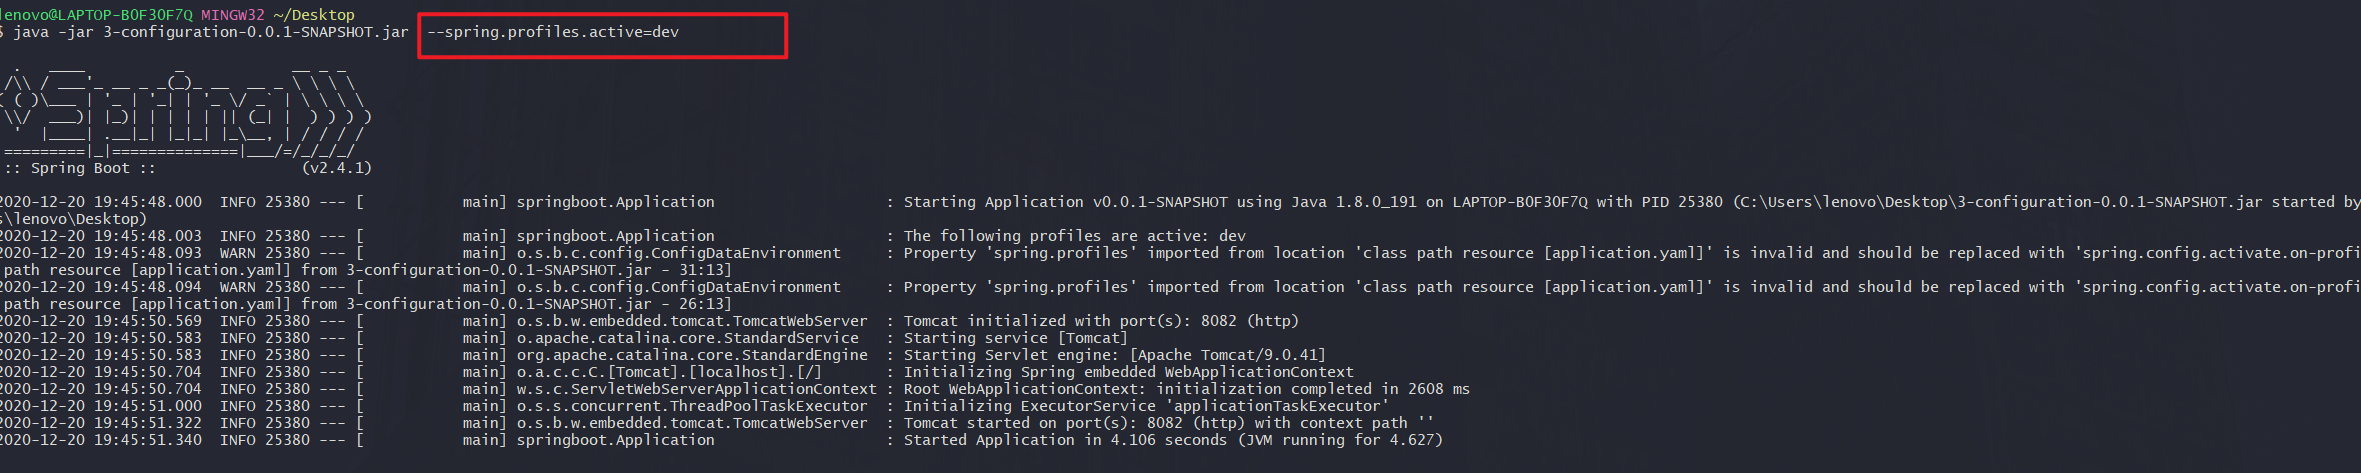 lenovo@LAPTOP-BOF3OF7Q MINGW32 ~/Desktop
$ java -jar 3-configuration-0.0.1-SNAPSHOT.jar --spring.profiles.active=dev
  .   ____          _            __ _ _
 /\\ / ___'_ __ _ _(_)_ __  __ _ \ \ \ \
( ( )\___ | '_ | '_| | '_ \/ _` | \ \ \ \
 \\/  ___)| |_)| | | | | || (_| |  ) ) ) )
  '  |____| .__|_| |_|_| |_\__, | / / / /
 =========|_|==============|___/=/_/_/_/
 :: Spring Boot ::                (v2.4.1)
2020-12-20 19:45:48.000  INFO 25380 --- [           main] springboot.Application                   : Starting Application v0.0.1-SNAPSHOT using Java 1.8.0_191 on LAPTOP-BOF3OF7Q with PID 25380 (C:\Users\lenovo\Desktop\3-configuration-0.0.1-SNAPSHOT.jar started by
s\lenovo\Desktop)
2020-12-20 19:45:48.003  INFO 25380 --- [           main] springboot.Application                   : The following profiles are active: dev
2020-12-20 19:45:48.093  WARN 25380 --- [           main] o.s.b.c.config.ConfigDataEnvironment     : Property 'spring.profiles' imported from location 'class path resource [application.yaml]' is invalid and should be replaced with 'spring.config.activate.on-profi
 path resource [application.yaml] from 3-configuration-0.0.1-SNAPSHOT.jar - 31:13]
2020-12-20 19:45:48.094  WARN 25380 --- [           main] o.s.b.c.config.ConfigDataEnvironment     : Property 'spring.profiles' imported from location 'class path resource [application.yaml]' is invalid and should be replaced with 'spring.config.activate.on-profi
 path resource [application.yaml] from 3-configuration-0.0.1-SNAPSHOT.jar - 26:13]
2020-12-20 19:45:50.569  INFO 25380 --- [           main] o.s.b.w.embedded.tomcat.TomcatWebServer  : Tomcat initialized with port(s): 8082 (http)
2020-12-20 19:45:50.583  INFO 25380 --- [           main] o.apache.catalina.core.StandardService   : Starting service [Tomcat]
2020-12-20 19:45:50.583  INFO 25380 --- [           main] org.apache.catalina.core.StandardEngine  : Starting Servlet engine: [Apache Tomcat/9.0.41]
2020-12-20 19:45:50.704  INFO 25380 --- [           main] o.a.c.c.C.[Tomcat].[localhost].[/]       : Initializing Spring embedded WebApplicationContext
2020-12-20 19:45:50.704  INFO 25380 --- [           main] w.s.c.ServletWebServerApplicationContext : Root WebApplicationContext: initialization completed in 2608 ms
2020-12-20 19:45:51.000  INFO 25380 --- [           main] o.s.s.concurrent.ThreadPoolTaskExecutor  : Initializing ExecutorService 'applicationTaskExecutor'
2020-12-20 19:45:51.322  INFO 25380 --- [           main] o.s.b.w.embedded.tomcat.TomcatWebServer  : Tomcat started on port(s): 8082 (http) with context path ''
2020-12-20 19:45:51.340  INFO 25380 --- [           main] springboot.Application                   : Started Application in 4.106 seconds (JVM running for 4.627)